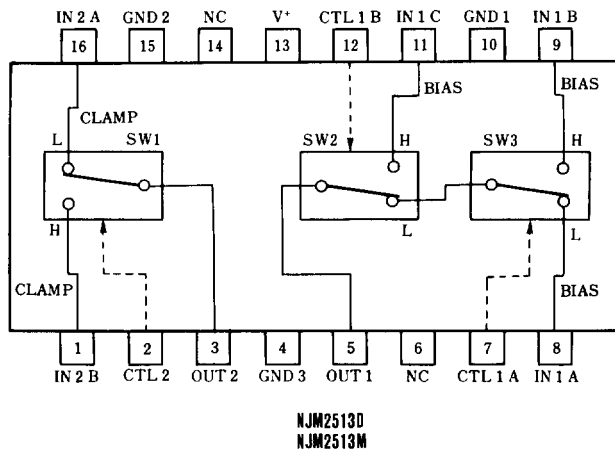 IN 2 A GND 2 NC V+ CTL 1 B IN 1 C GND 1 IN 1 B
16 15 14 13 12 11 10 9
BIAS BIAS
CLAMP
L SW1 SW2 H SW3 H
H L L
CLAMP BIAS
1 2 3 4 5 6 7 8
IN 2 B CTL 2 OUT 2 GND 3 OUT 1 NC CTL 1 A IN 1 A
NJM2513D
NJM2513M